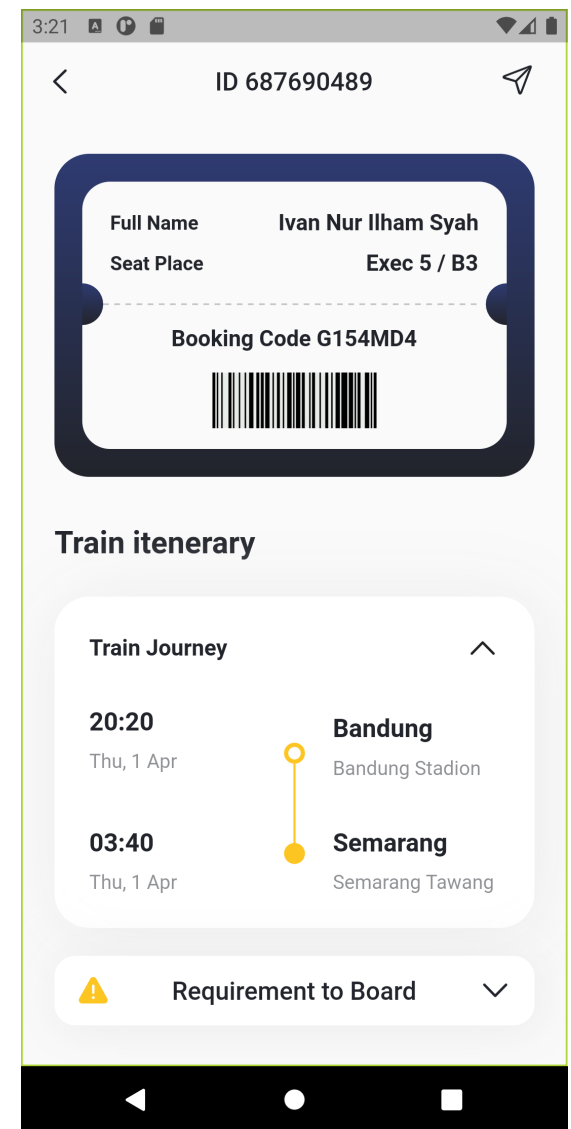 3:21
ID 687690489
Full Name Ivan Nur Ilham Syah
Seat Place Exec 5 / B3
Booking Code G154MD4
Train itenerary
Train Journey
20:20 Bandung
Thu, 1 Apr Bandung Stadion
03:40 Semarang
Thu, 1 Apr Semarang Tawang
Requirement to Board